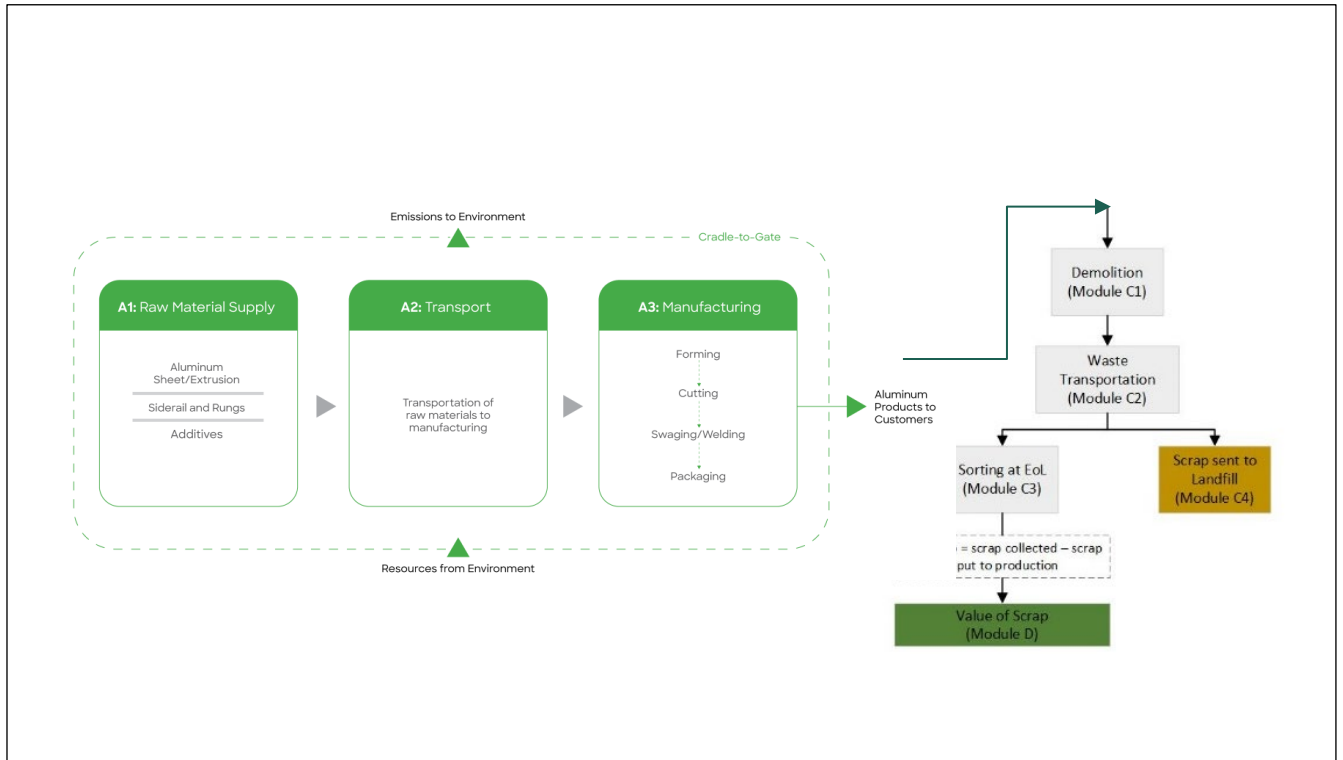 Emissions to Environment
Cradle-to-Gate
A1: Raw Material Supply
Aluminum
Sheet/Extrusion
Siderail and Rungs
Additives
A2: Transport
Transportation of
raw materials to
manufacturing
A3: Manufacturing
Forming
Cutting
Swaging/Welding
Packaging
Resources from Environment
Aluminum
Products to
Customers
Demolition
(Module C1)
Waste
Transportation
(Module C2)
Sorting at EoL
(Module C3)
Scrap sent to
Landfill
(Module C4)
= scrap collected – scrap
put to production
Value of Scrap
(Module D)